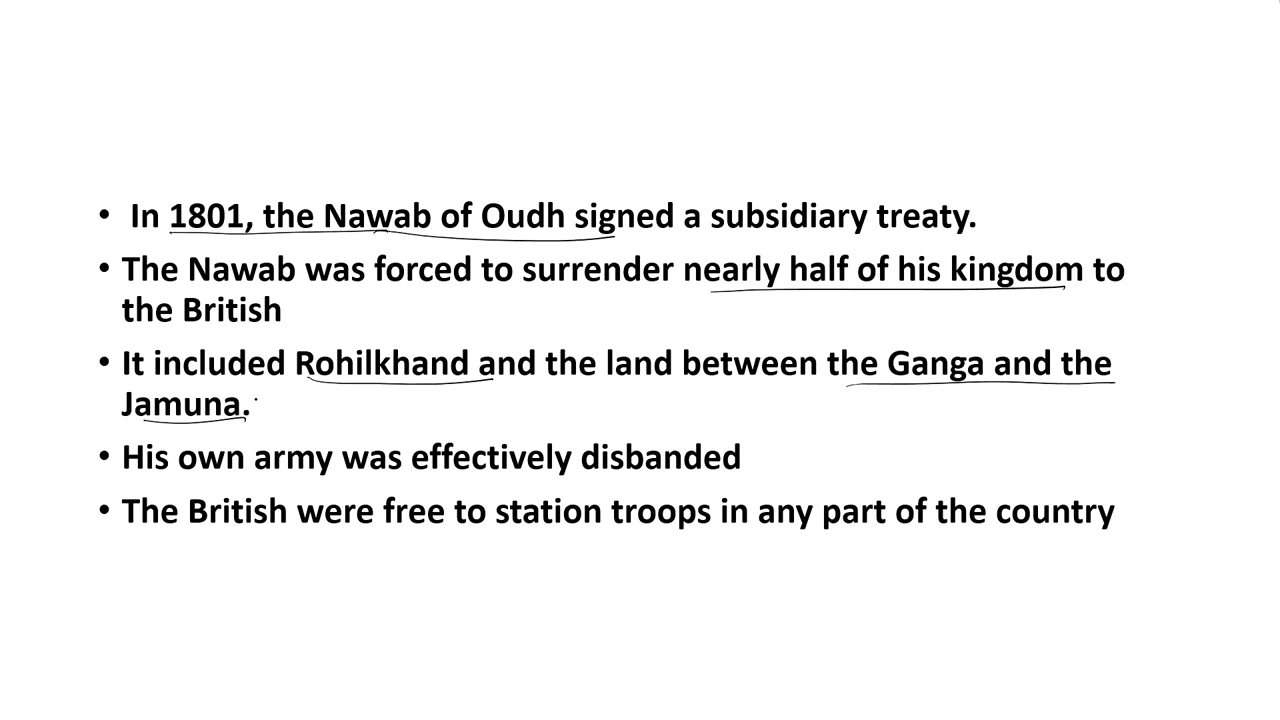 • In 1801, the Nawab of Oudh signed a subsidiary treaty.
• The Nawab was forced to surrender nearly half of his kingdom to
the British
• It included Rohilkhand and the land between the Ganga and the
Jamuna.
• His own army was effectively disbanded
• The British were free to station troops in any part of the country